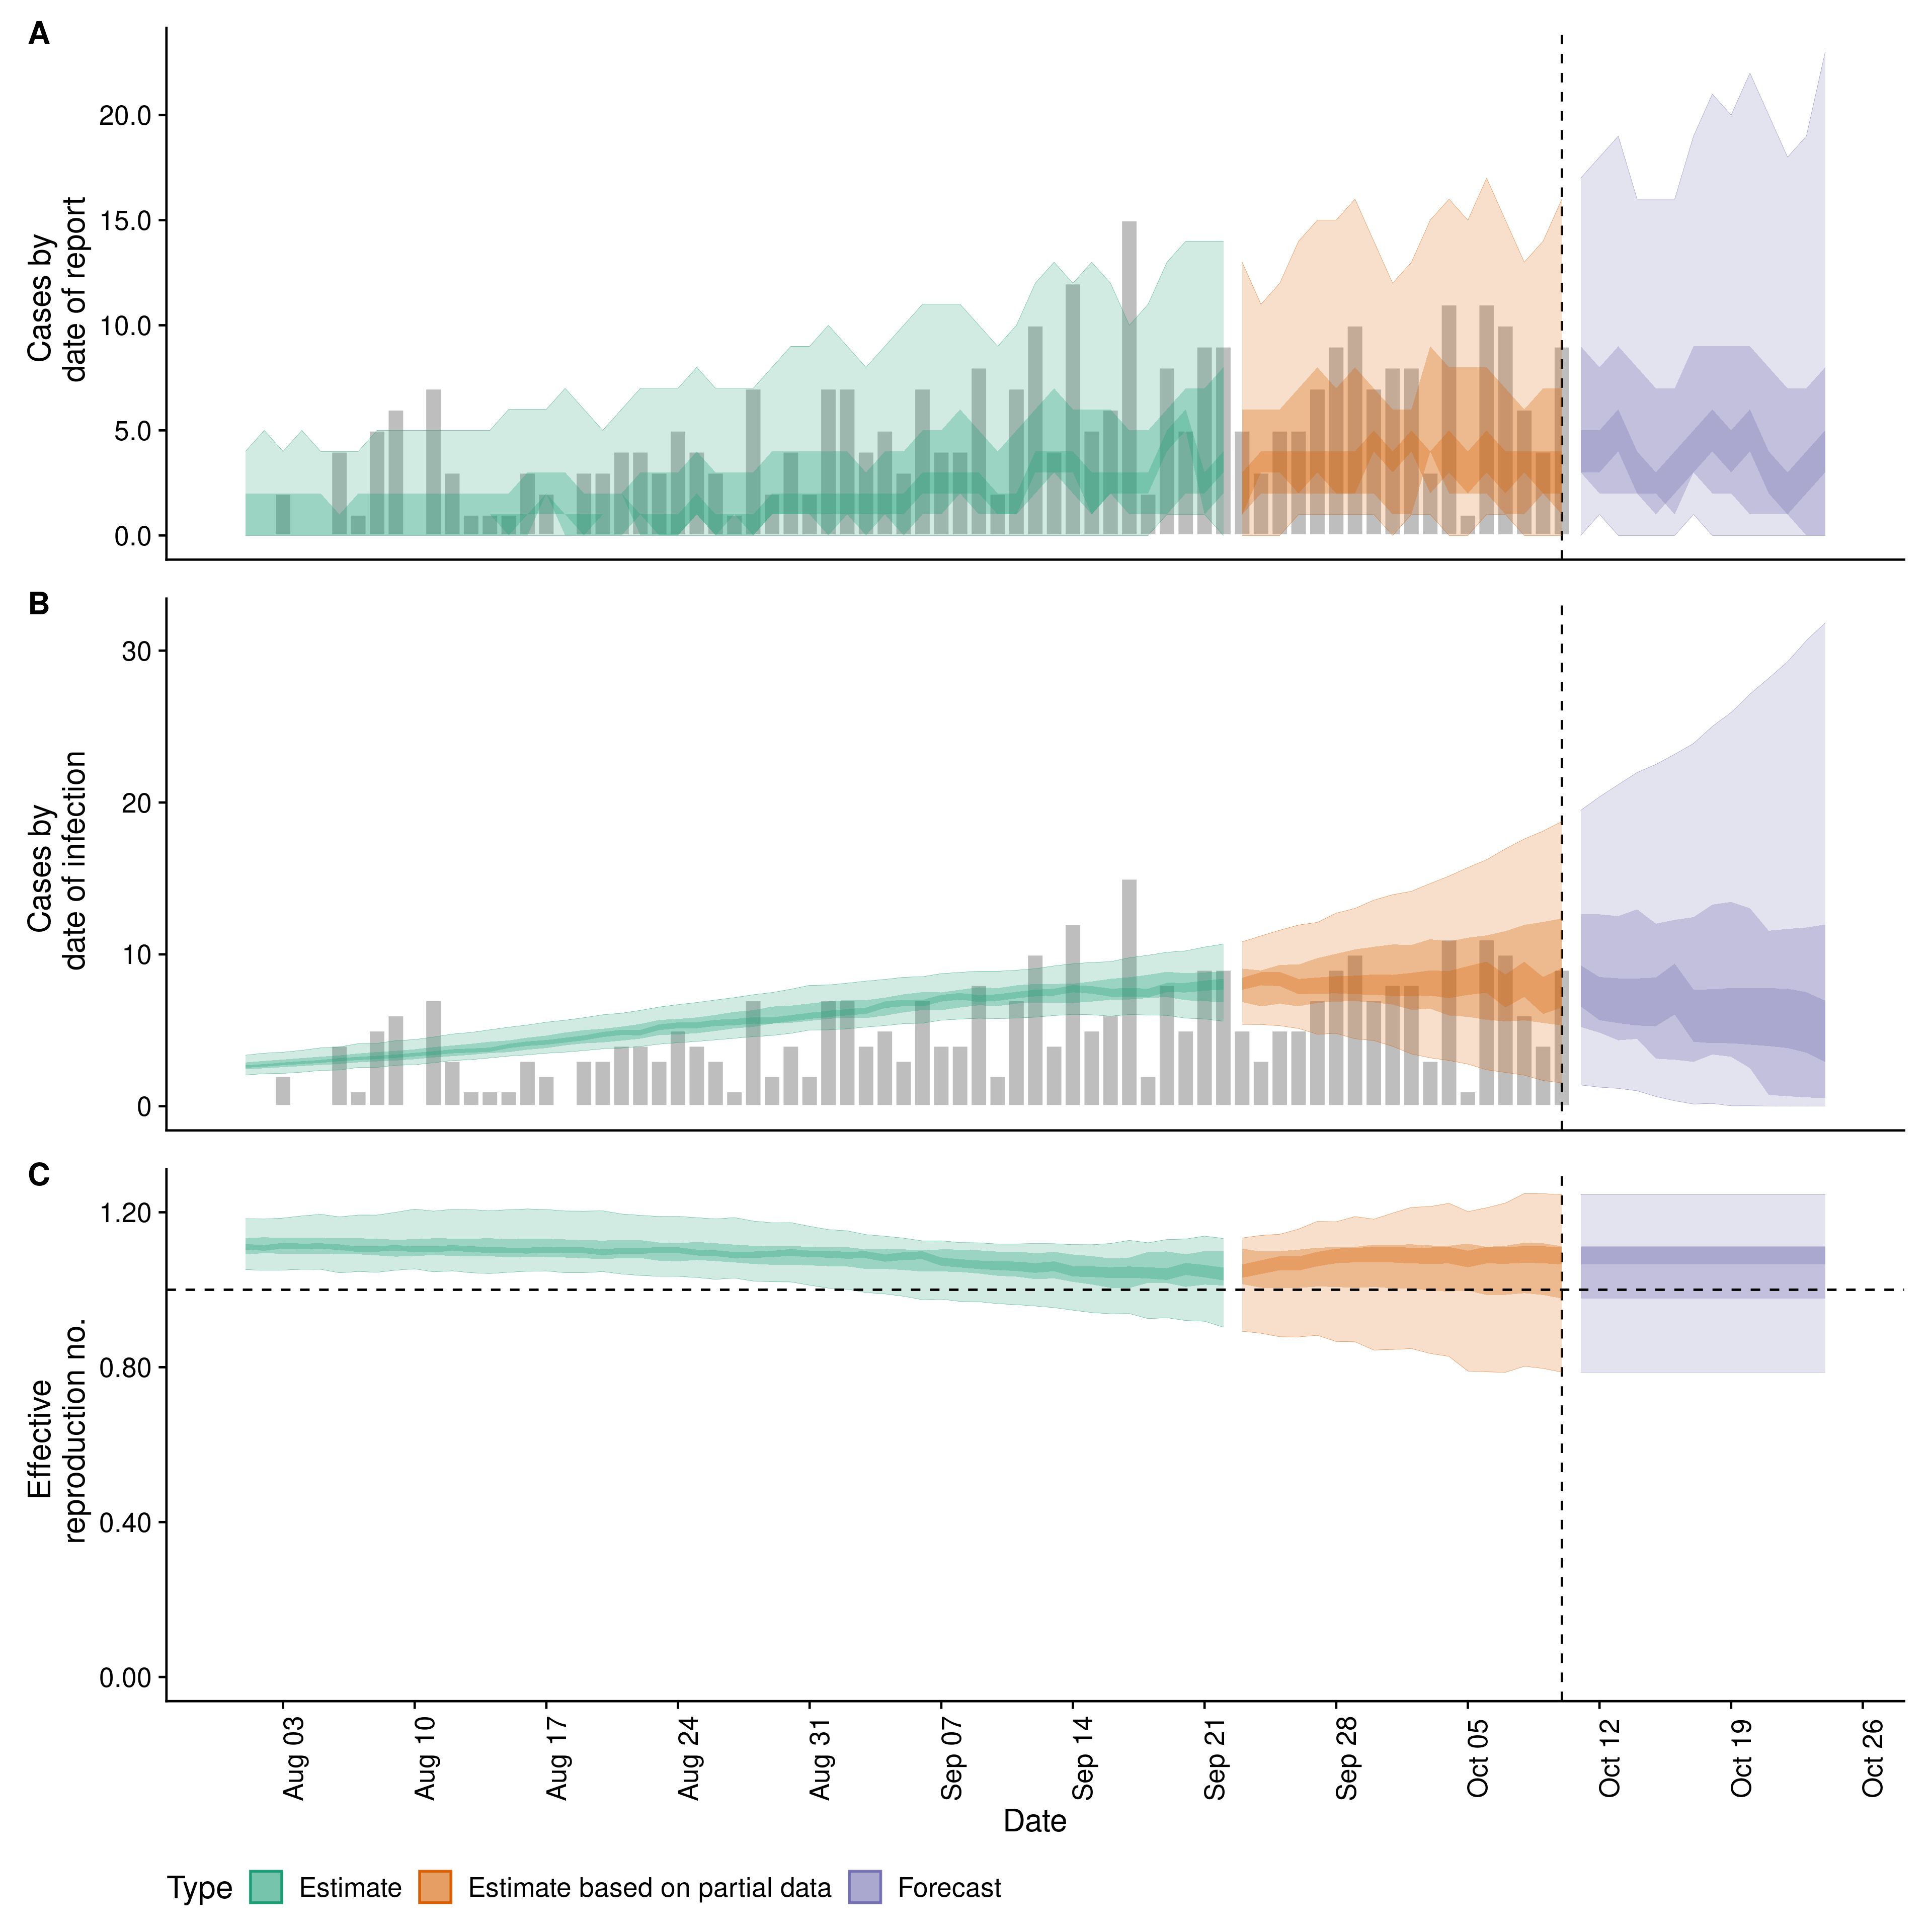 A
Cases by
date of report
20.0
15.0
10.0
5.0
0.0
B
Cases by
date of infection
30
20
10
0
C
Effective
reproduction no.
1.20
0.80
0.40
0.00
Aug 03
Aug 10
Aug 17
Aug 24
Aug 31
Sep 07
Sep 14
Sep 21
Sep 28
Oct 05
Oct 12
Oct 19
Oct 26
Date
Type Estimate Estimate based on partial data Forecast